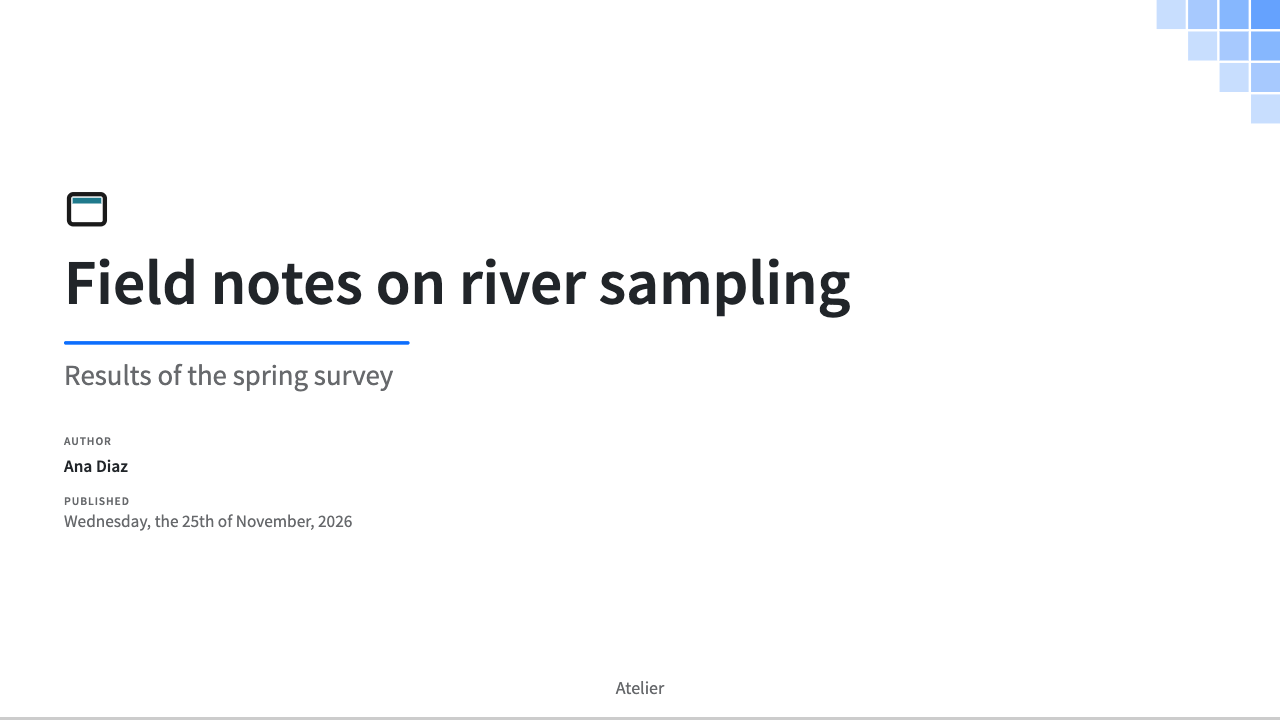 Field notes on river sampling
Results of the spring survey
AUTHOR
Ana Diaz
PUBLISHED
Wednesday, the 25th of November, 2026
Atelier